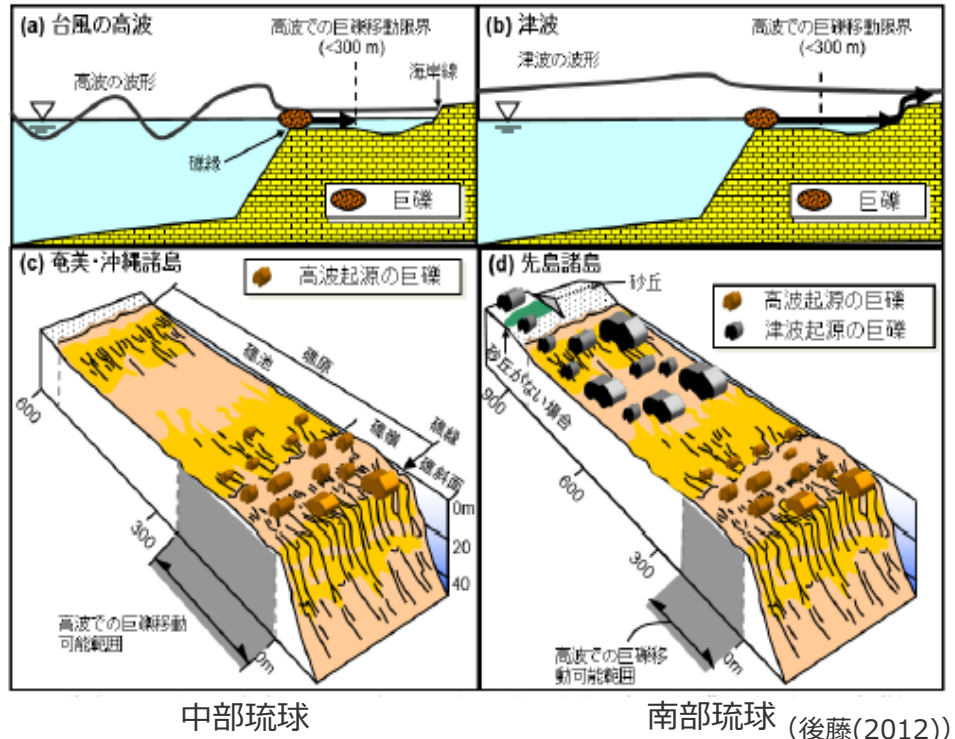 (a) 台風の高波
高波での巨礫移動限界
(<300 m)
高波の波形
海岸線
礁縁
巨礫
(b) 津波
高波での巨礫移動限界
(<300 m)
津波の波形
巨礫
(c) 奄美・沖縄諸島
高波起源の巨礫
礁原
礁池
礁嶺
礁縁
礁斜面
0m
20
40
600
300
0m
高波での巨礫移動
可能範囲
(d) 先島諸島
砂丘
高波起源の巨礫
津波起源の巨礫
砂丘がない場合
900
600
300
0m
高波での巨礫移
動可能範囲
中部琉球
南部琉球
(後藤(2012))